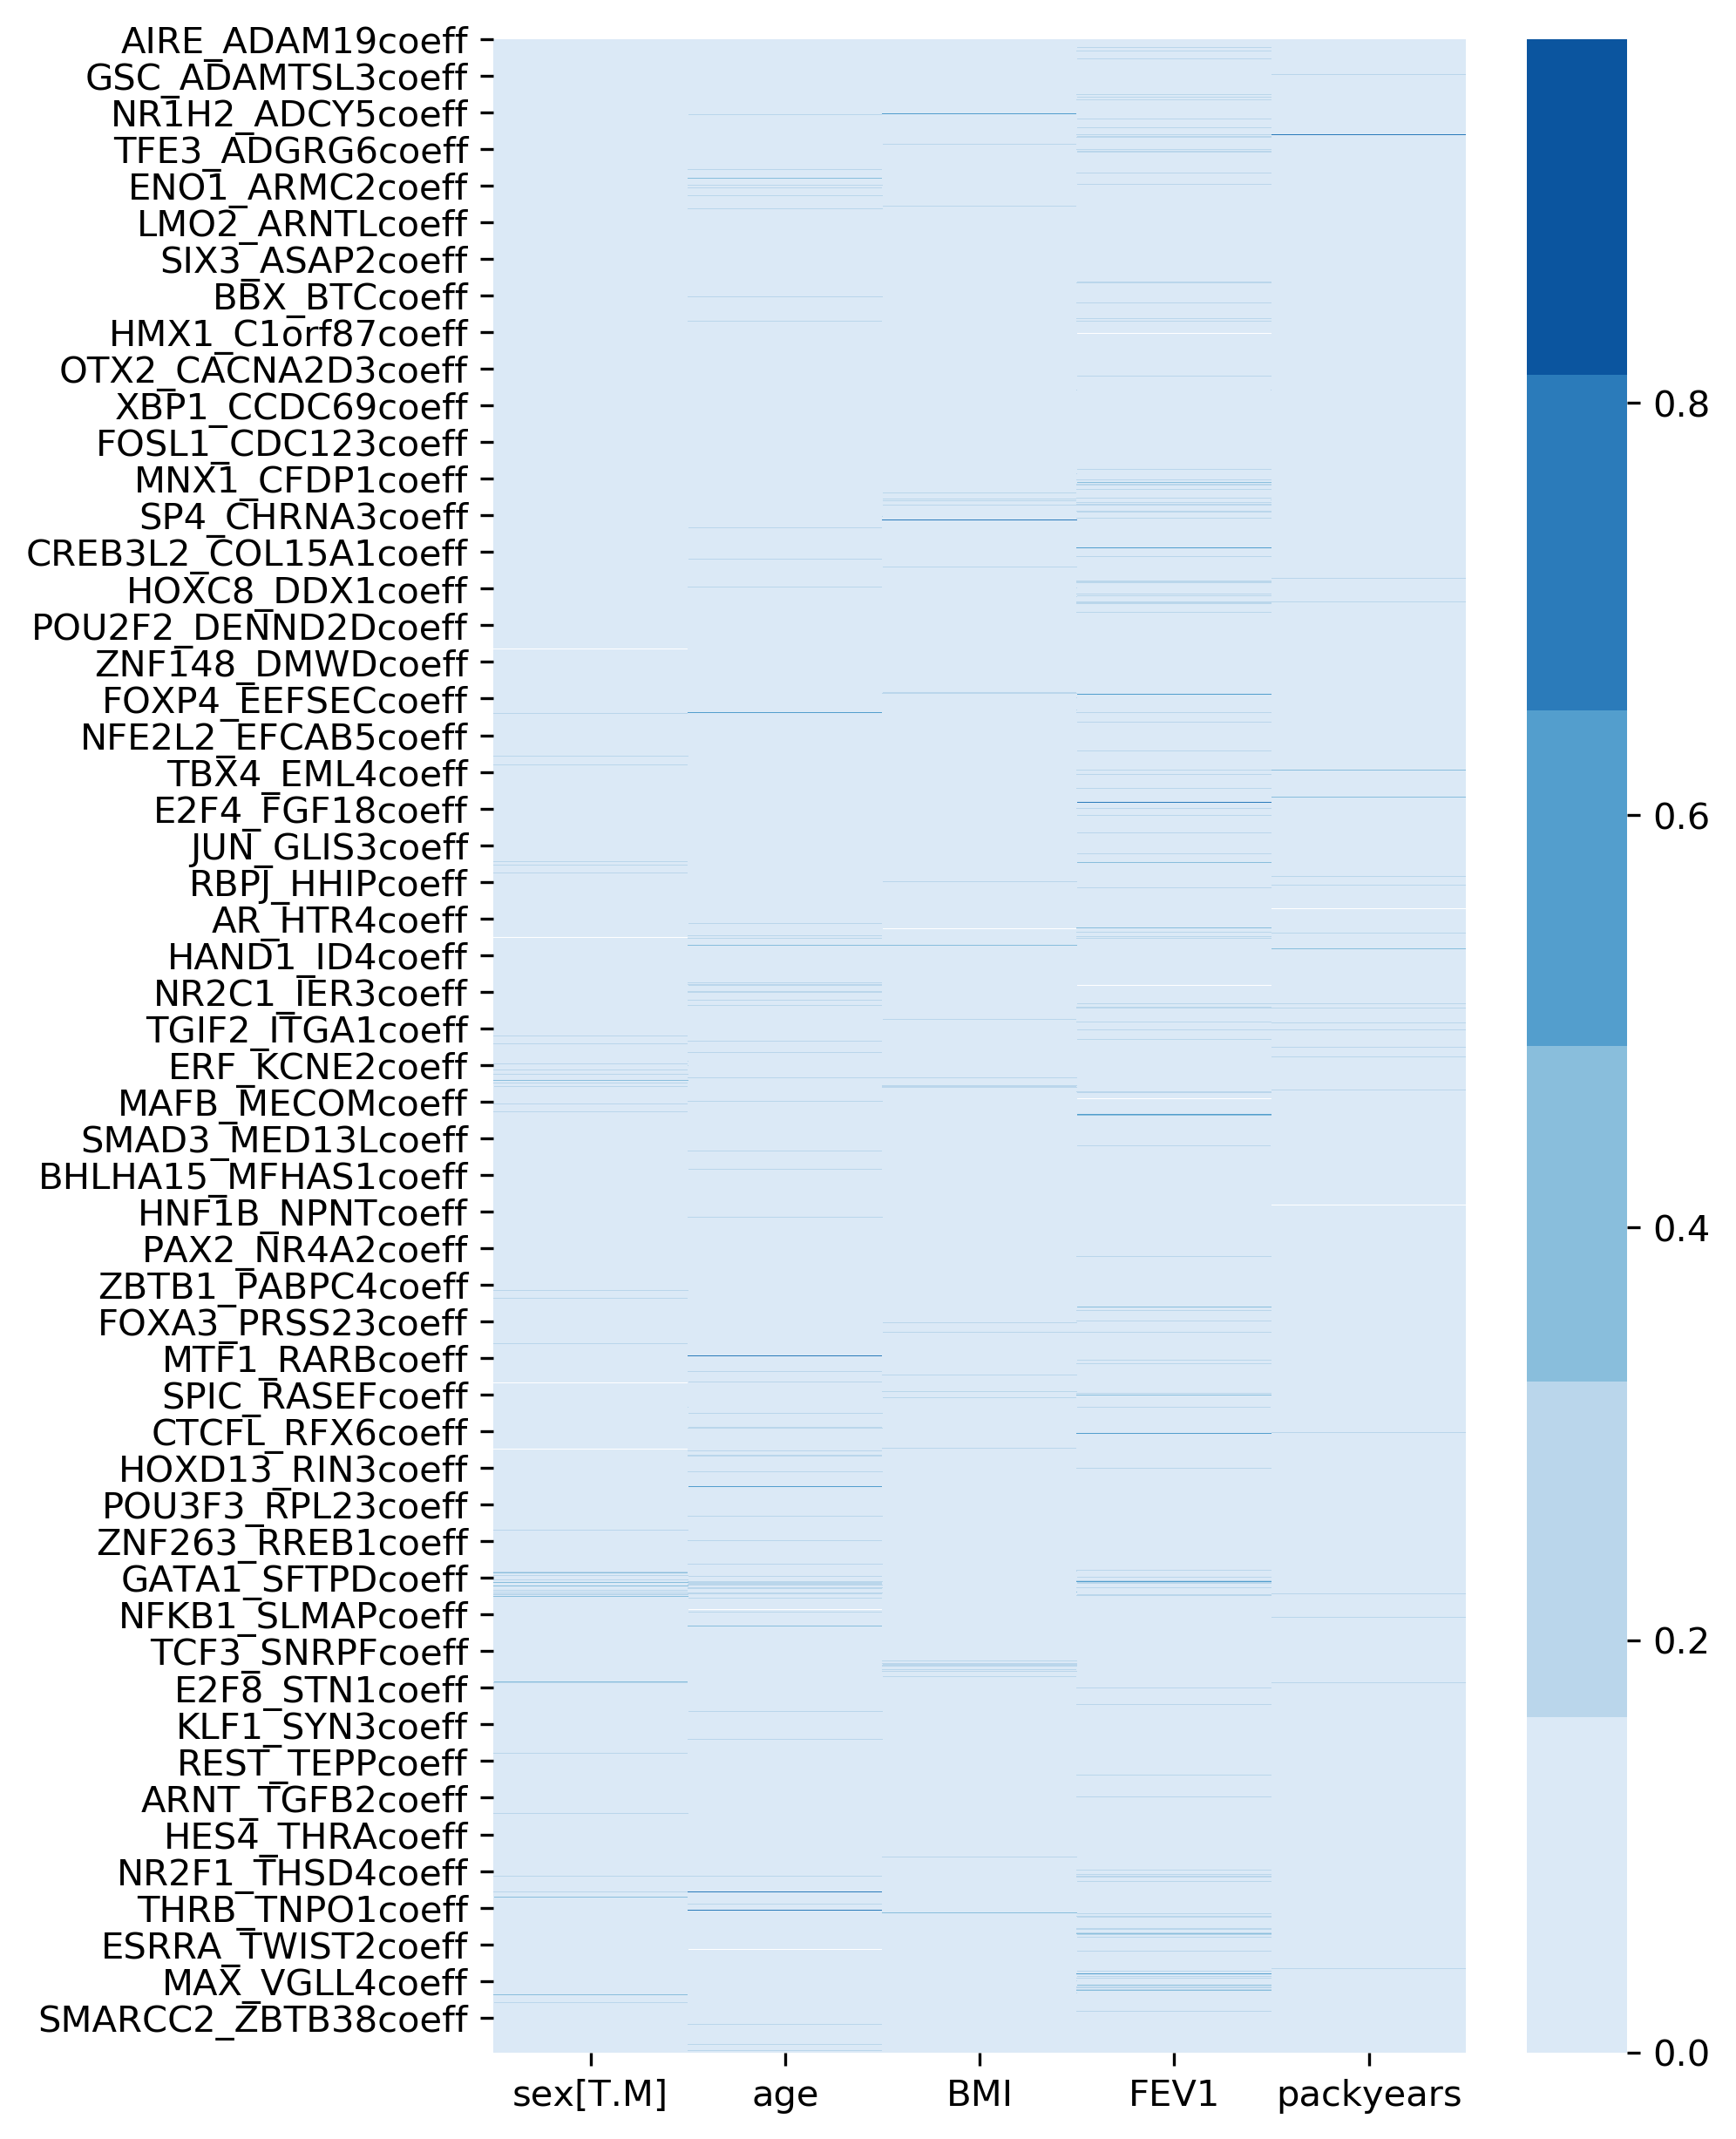 AIRE_ADAM19coeff
GSC_ADAMTSL3coeff
NR1H2_ADCY5coeff
TFE3_ADGRG6coeff
ENO1_ARMC2coeff
LMO2_ARNTLcoeff
SIX3_ASAP2coeff
BBX_BTCcoeff
HMX1_C1orf87coeff
OTX2_CACNA2D3coeff
XBP1_CCDC69coeff
FOSL1_CDC123coeff
MNX1_CFDP1coeff
SP4_CHRNA3coeff
CREB3L2_COL15A1coeff
HOXC8_DDX1coeff
POU2F2_DENND2Dcoeff
ZNF148_DMWDcoeff
FOXP4_EEFSECcoeff
NFE2L2_EFCAB5coeff
TBX4_EML4coeff
E2F4_FGF18coeff
JUN_GLIS3coeff
RBPJ_HHIPcoeff
AR_HTR4coeff
HAND1_ID4coeff
NR2C1_IER3coeff
TGIF2_ITGA1coeff
ERF_KCNE2coeff
MAFB_MECOMcoeff
SMAD3_MED13Lcoeff
BHLHA15_MFHAS1coeff
HNF1B_NPNTcoeff
PAX2_NR4A2coeff
ZBTB1_PABPC4coeff
FOXA3_PRSS23coeff
MTF1_RARBcoeff
SPIC_RASEFcoeff
CTCFL_RFX6coeff
HOXD13_RIN3coeff
POU3F3_RPL23coeff
ZNF263_RREB1coeff
GATA1_SFTPDcoeff
NFKB1_SLMAPcoeff
TCF3_SNRPFcoeff
E2F8_STN1coeff
KLF1_SYN3coeff
REST_TEPPcoeff
ARNT_TGFB2coeff
HES4_THRAcoeff
NR2F1_THSD4coeff
THRB_TNPO1coeff
ESRRA_TWIST2coeff
MAX_VGLL4coeff
SMARCC2_ZBTB38coeff
sex[T.M] age BMI FEV1 packyears
0.8
0.6
0.4
0.2
0.0